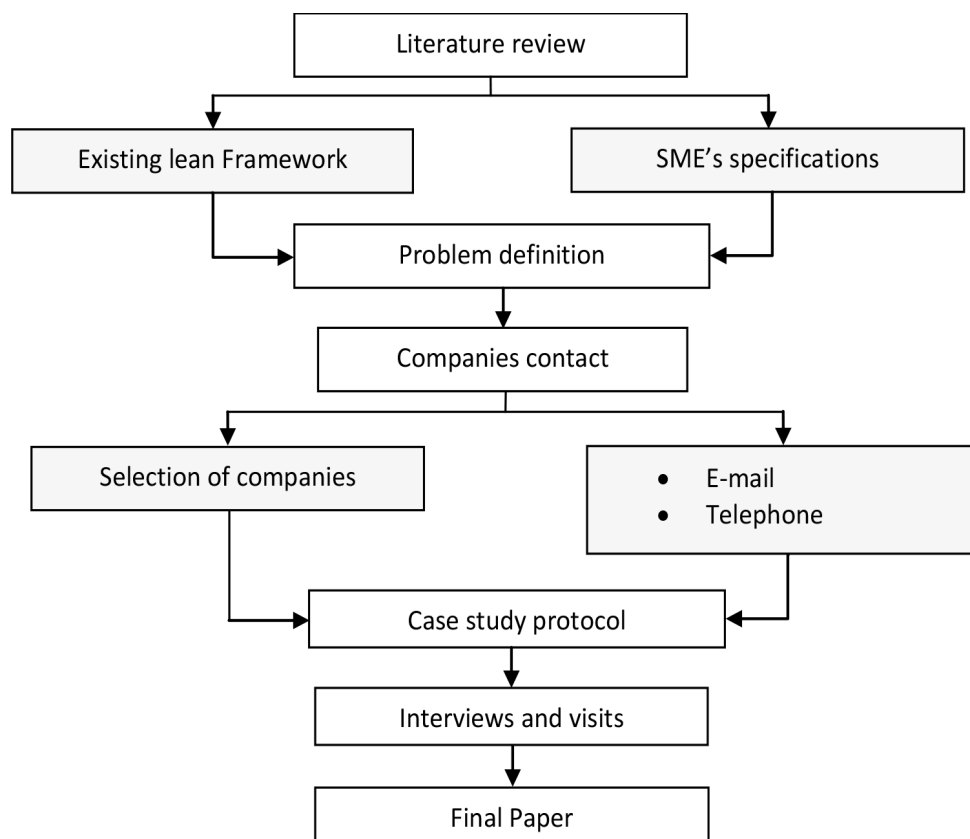 Literature review
Existing lean Framework
SME’s specifications
Problem definition
Companies contact
Selection of companies
• E-mail
• Telephone
Case study protocol
Interviews and visits
Final Paper